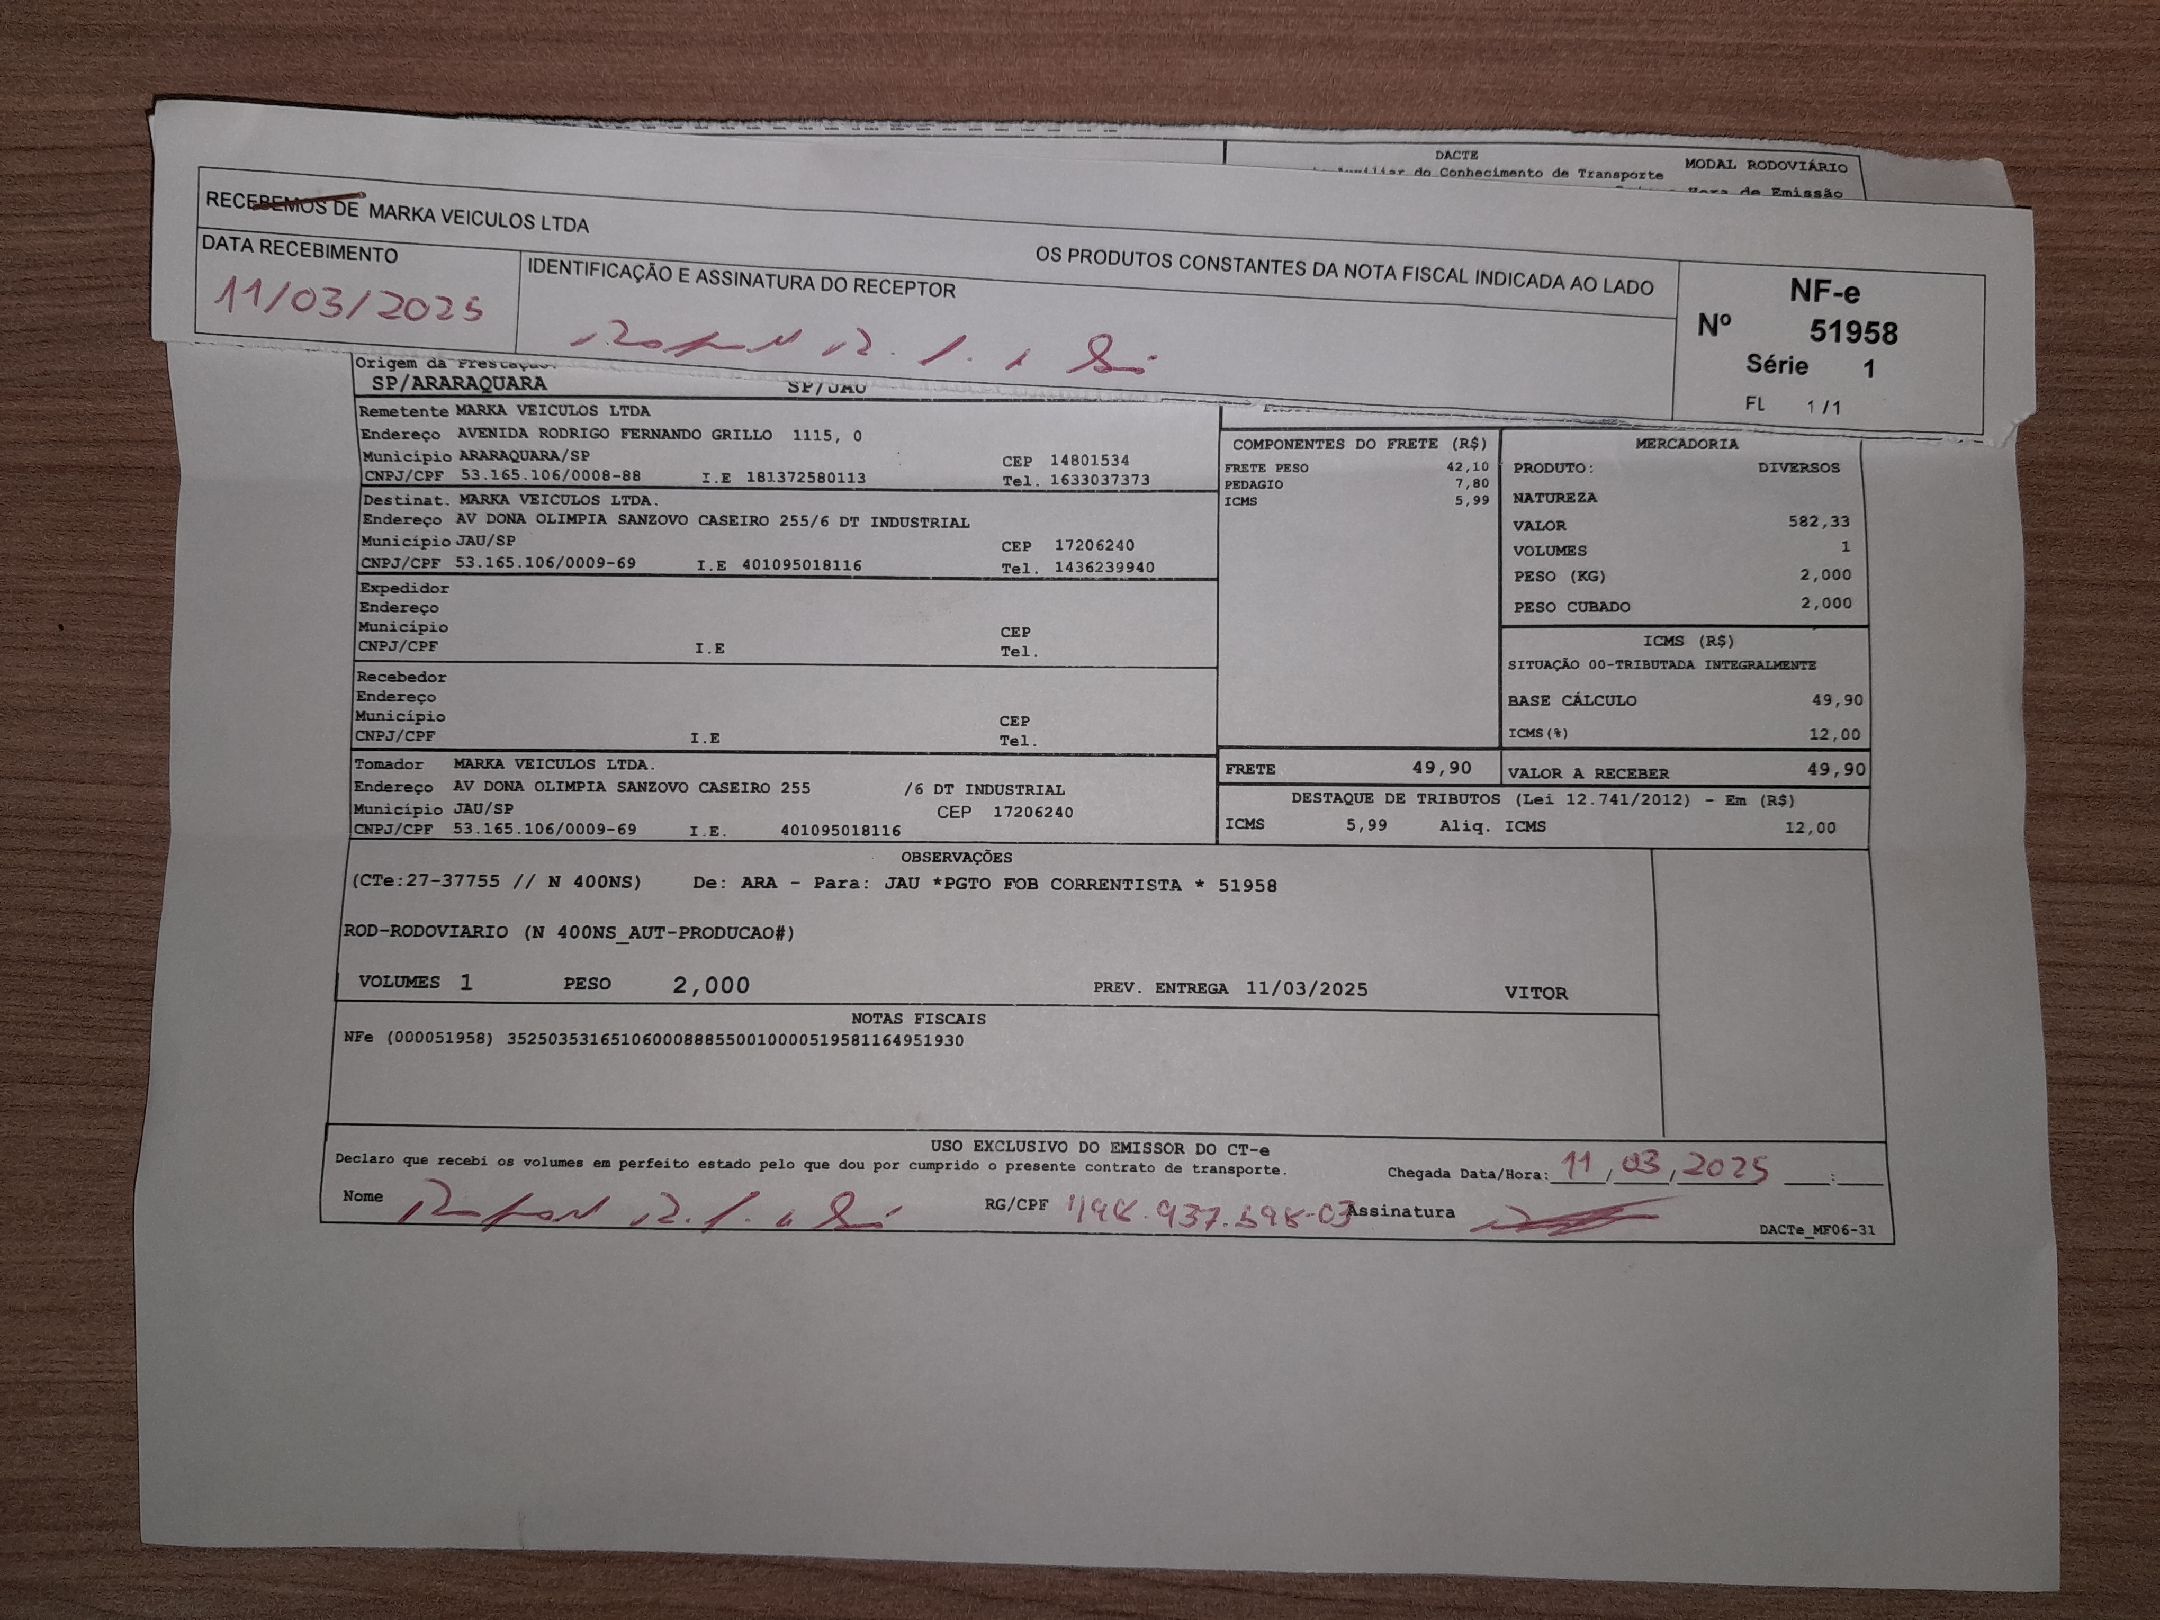 DACTE
MODAL RODOVIÁRIO
Auxiliar do Conhecimento de Transporte
Hora de Emissão
RECEBEMOS DE MARKA VEICULOS LTDA
OS PRODUTOS CONSTANTES DA NOTA FISCAL INDICADA AO LADO
DATA RECEBIMENTO
11/03/2025
IDENTIFICAÇÃO E ASSINATURA DO RECEPTOR
NF-e
Nº 51958
Série 1
FL 1/1
Origem da Prestação
SP/ARARAQUARA SP/JAU
Remetente MARKA VEICULOS LTDA
Endereço AVENIDA RODRIGO FERNANDO GRILLO 1115, 0
Município ARARAQUARA/SP CEP 14801534
CNPJ/CPF 53.165.106/0008-88 I.E 181372580113 Tel. 1633037373
Destinat. MARKA VEICULOS LTDA.
Endereço AV DONA OLIMPIA SANZOVO CASEIRO 255/6 DT INDUSTRIAL
Município JAU/SP CEP 17206240
CNPJ/CPF 53.165.106/0009-69 I.E 401095018116 Tel. 1436239940
Expedidor
Endereço
Município CEP
CNPJ/CPF I.E Tel.
Recebedor
Endereço
Município CEP
CNPJ/CPF I.E Tel.
Tomador MARKA VEICULOS LTDA.
Endereço AV DONA OLIMPIA SANZOVO CASEIRO 255 /6 DT INDUSTRIAL
Município JAU/SP CEP 17206240
CNPJ/CPF 53.165.106/0009-69 I.E. 401095018116
COMPONENTES DO FRETE (R$)
FRETE PESO 42,10
PEDAGIO 7,80
ICMS 5,99
MERCADORIA
PRODUTO: DIVERSOS
NATUREZA
VALOR 582,33
VOLUMES 1
PESO (KG) 2,000
PESO CUBADO 2,000
ICMS (R$)
SITUAÇÃO 00-TRIBUTADA INTEGRALMENTE
BASE CÁLCULO 49,90
ICMS(%) 12,00
FRETE 49,90 VALOR A RECEBER 49,90
DESTAQUE DE TRIBUTOS (Lei 12.741/2012) - Em (R$)
ICMS 5,99 Aliq. ICMS 12,00
OBSERVAÇÕES
(CTe:27-37755 // N 400NS) De: ARA - Para: JAU *PGTO FOB CORRENTISTA * 51958
ROD-RODOVIARIO (N 400NS_AUT-PRODUCAO#)
VOLUMES 1 PESO 2,000 PREV. ENTREGA 11/03/2025 VITOR
NOTAS FISCAIS
NFe (000051958) 35250353165106000888550010000519581164951930
USO EXCLUSIVO DO EMISSOR DO CT-e
Declaro que recebi os volumes em perfeito estado pelo que dou por cumprido o presente contrato de transporte.
Chegada Data/Hora: 11/03/2025 :
Nome RG/CPF Assinatura
DACTe_MF06-31